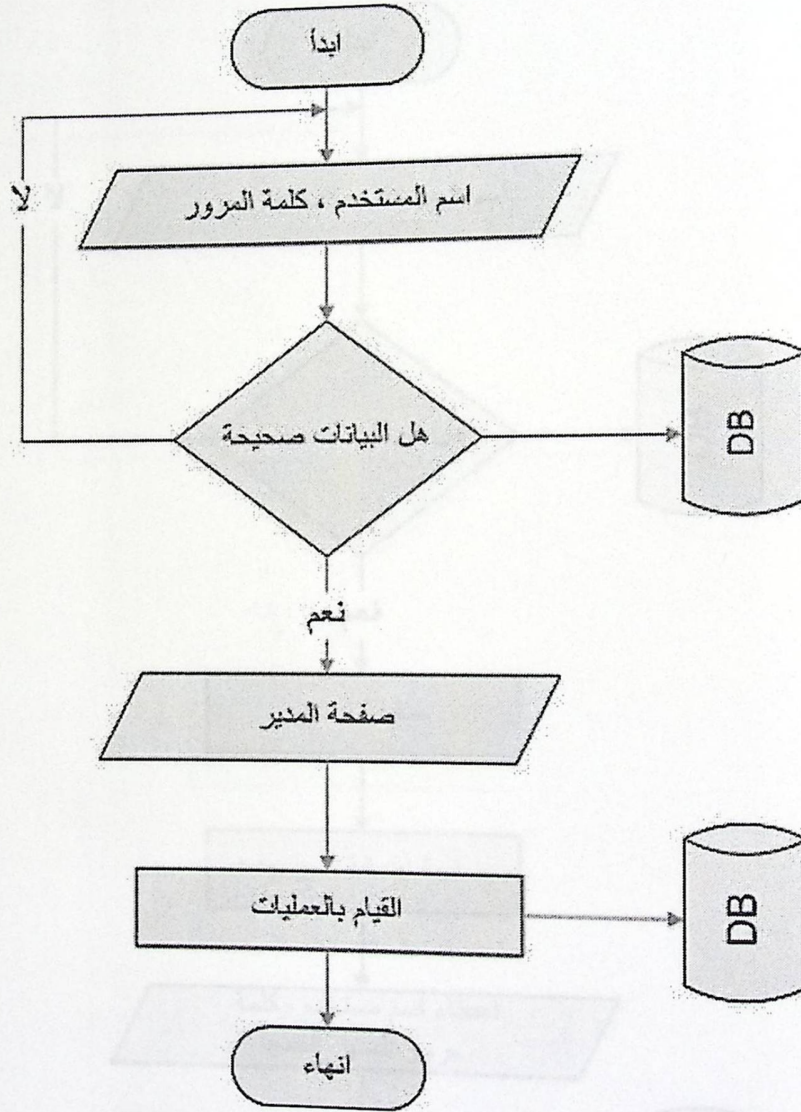 ابدأ
لا
اسم المستخدم ، كلمة المرور
هل البيانات صحيحة
DB
نعم
صفحة المدير
القيام بالعمليات
DB
انهاء